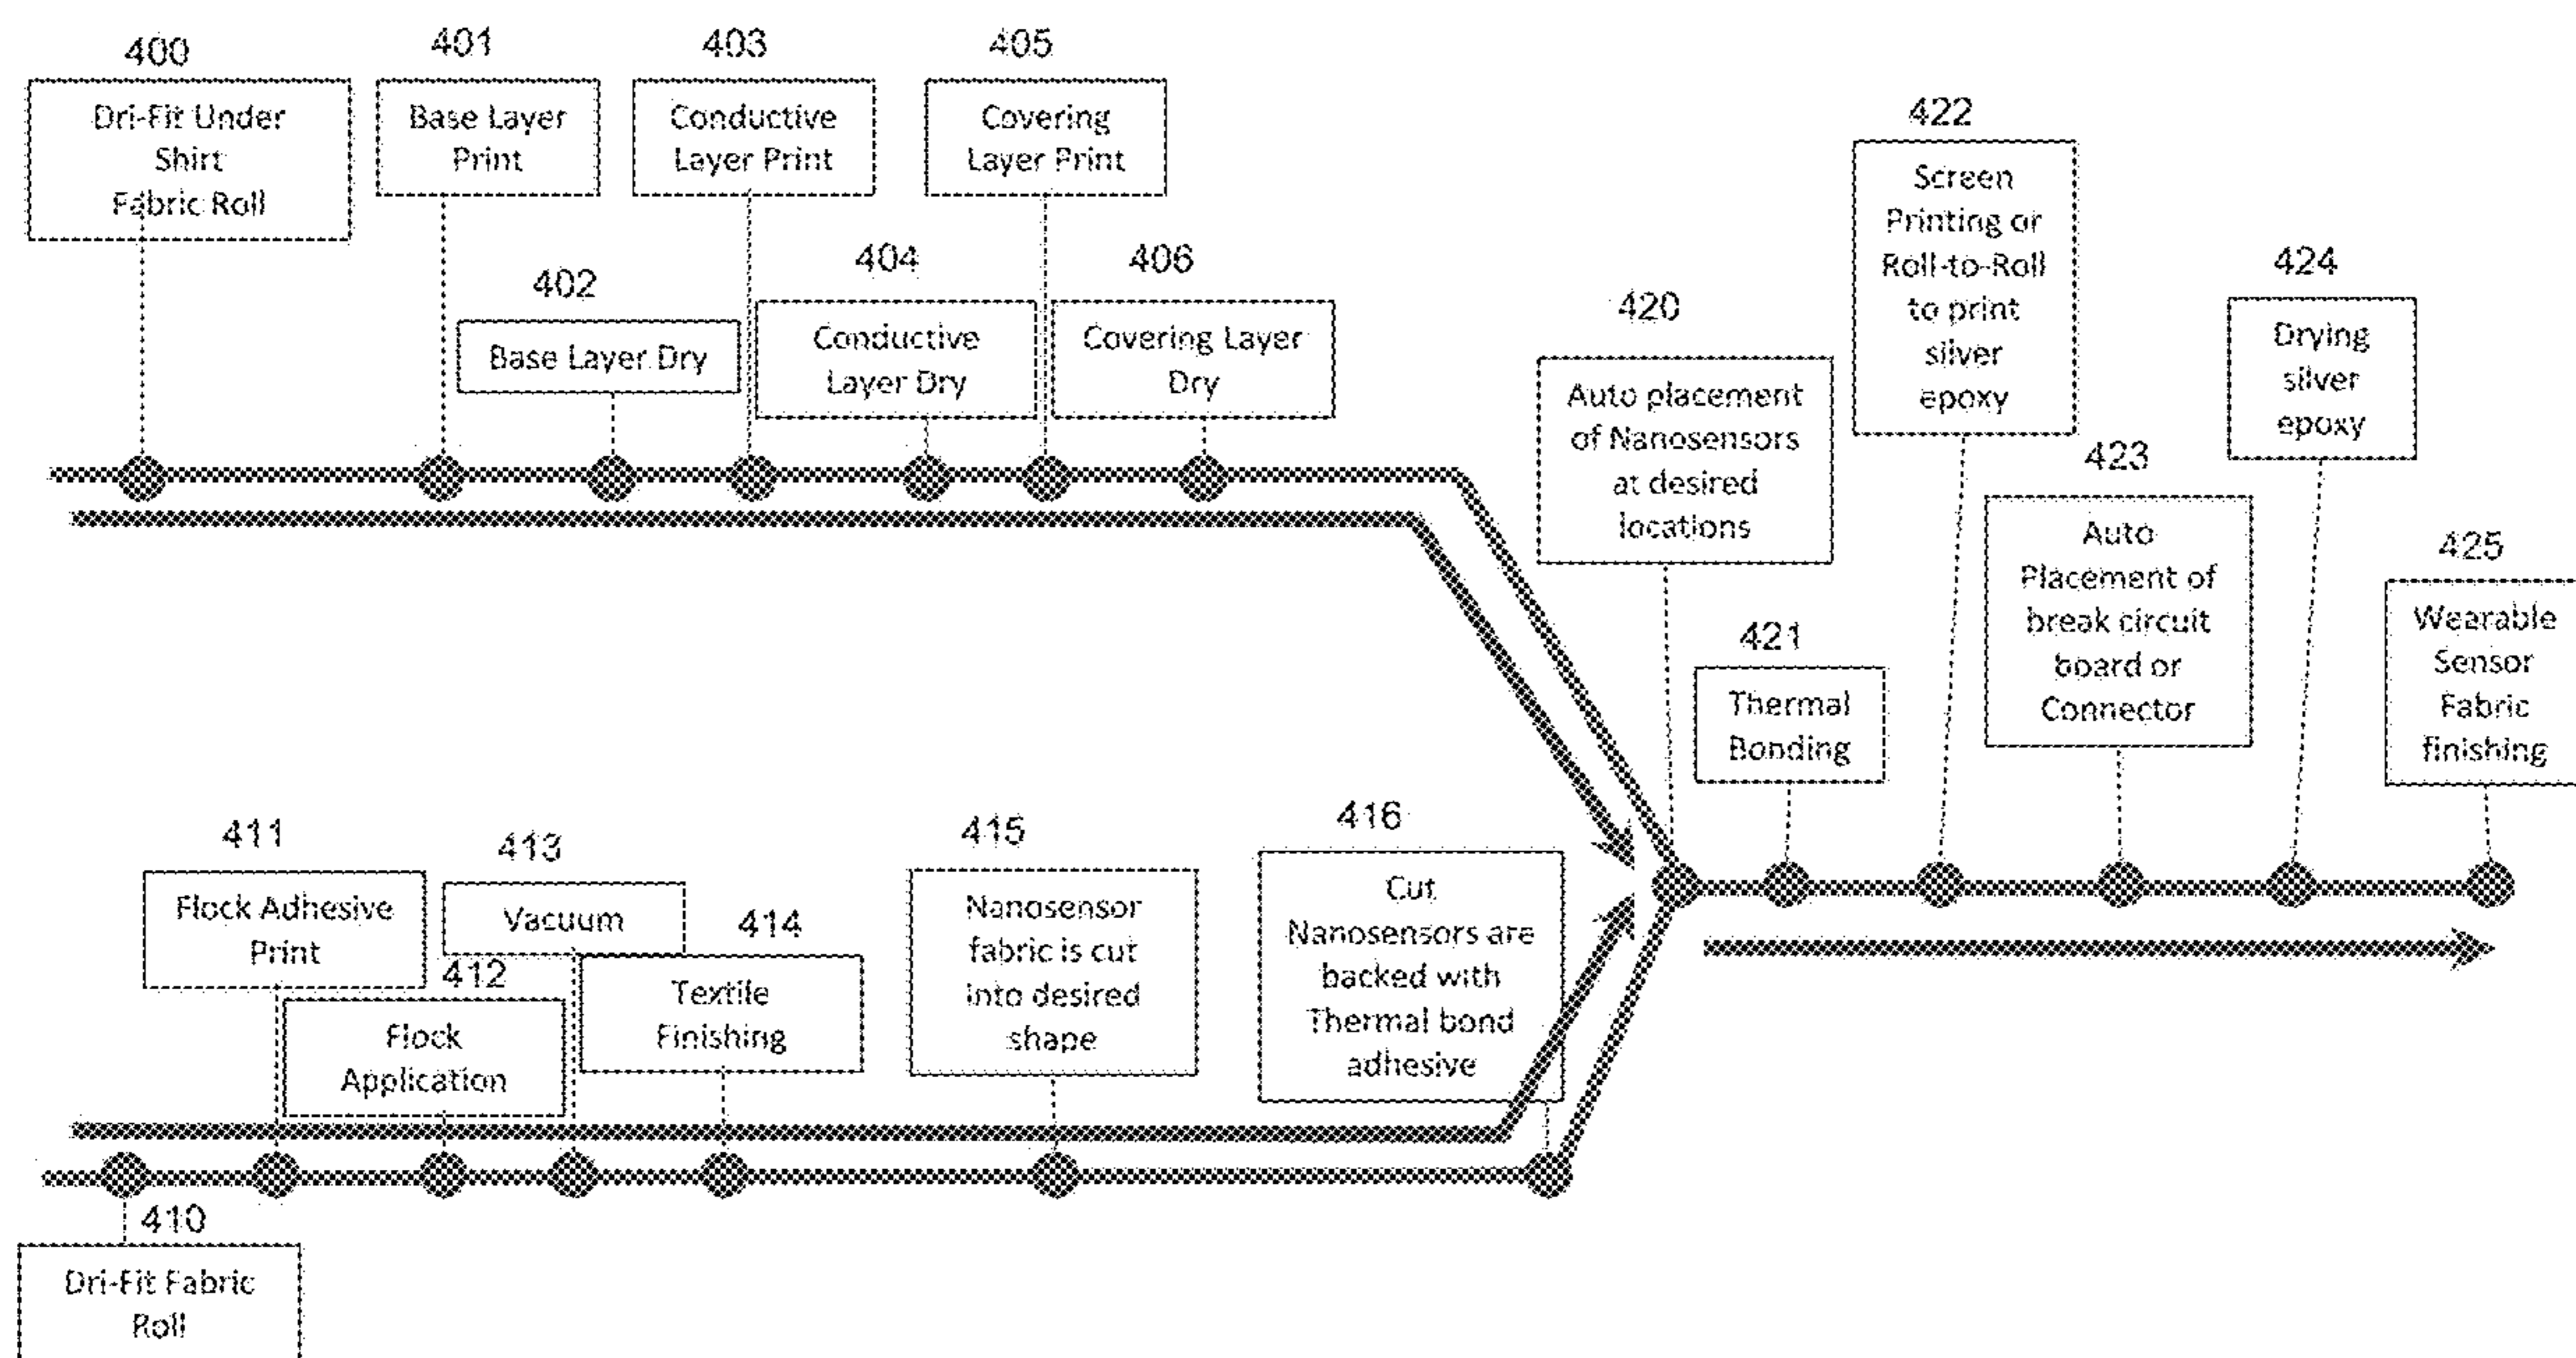 400
Dri-Fit Under
Shirt
Fabric Roll
401
Base Layer
Print
402
Base Layer Dry
403
Conductive
Layer Print
404
Conductive
Layer Dry
405
Covering
Layer Print
406
Covering Layer
Dry
410
Dri-Fit Fabric
Roll
411
Flock Adhesive
Print
412
Flock
Application
413
Vacuum
414
Textile
Finishing
415
Nanosensor
fabric is cut
into desired
shape
416
Cut
Nanosensors are
backed with
Thermal bond
adhesive
420
Auto placement
of Nanosensors
at desired
locations
421
Thermal
Bonding
422
Screen
Printing or
Roll-to-Roll
to print
silver
epoxy
423
Auto
Placement of
break circuit
board or
Connector
424
Drying
silver
epoxy
425
Wearable
Sensor
Fabric
finishing